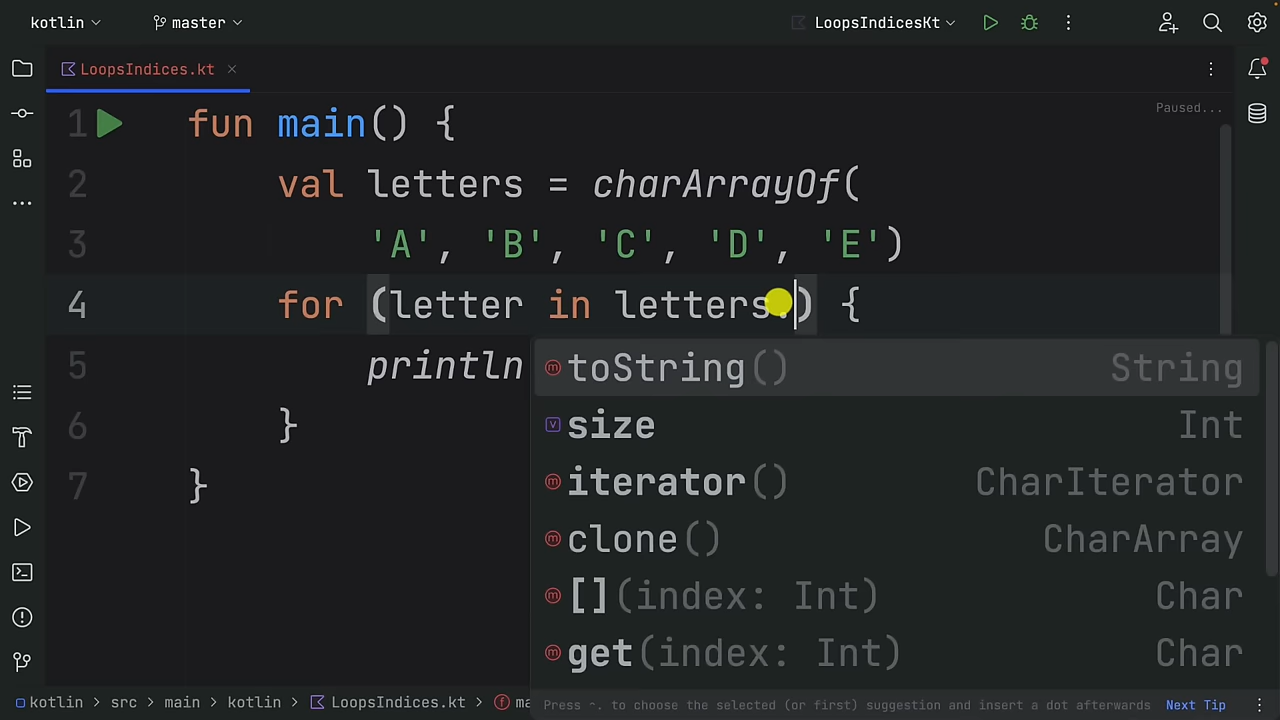 kotlin master LoopsIndicesKt
LoopsIndices.kt
Paused...
1 fun main() {
2 val letters = charArrayOf(
3 'A', 'B', 'C', 'D', 'E')
4 for (letter in letters.) {
5 println
6 }
7 }
toString() String
size Int
iterator() CharIterator
clone() CharArray
[](index: Int) Char
get(index: Int) Char
Press ^. to choose the selected (or first) suggestion and insert a dot afterwards Next Tip
kotlin > src > main > kotlin > LoopsIndices.kt > ma